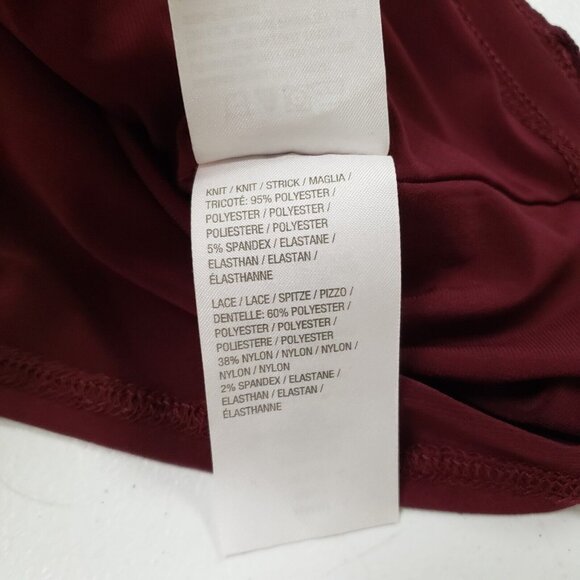 KNIT / KNIT / STRICK / MAGLIA /
TRICOTÉ: 95% POLYESTER /
POLYESTER / POLYESTER /
POLIESTERE / POLYESTER
5% SPANDEX / ELASTANE /
ELASTHAN / ELASTAN /
ÉLASTHANNE
LACE / LACE / SPITZE / PIZZO /
DENTELLE: 60% POLYESTER /
POLYESTER / POLYESTER /
POLIESTERE / POLYESTER
38% NYLON / NYLON / NYLON /
NYLON / NYLON
2% SPANDEX / ELASTANE /
ELASTHAN / ELASTAN /
ÉLASTHANNE